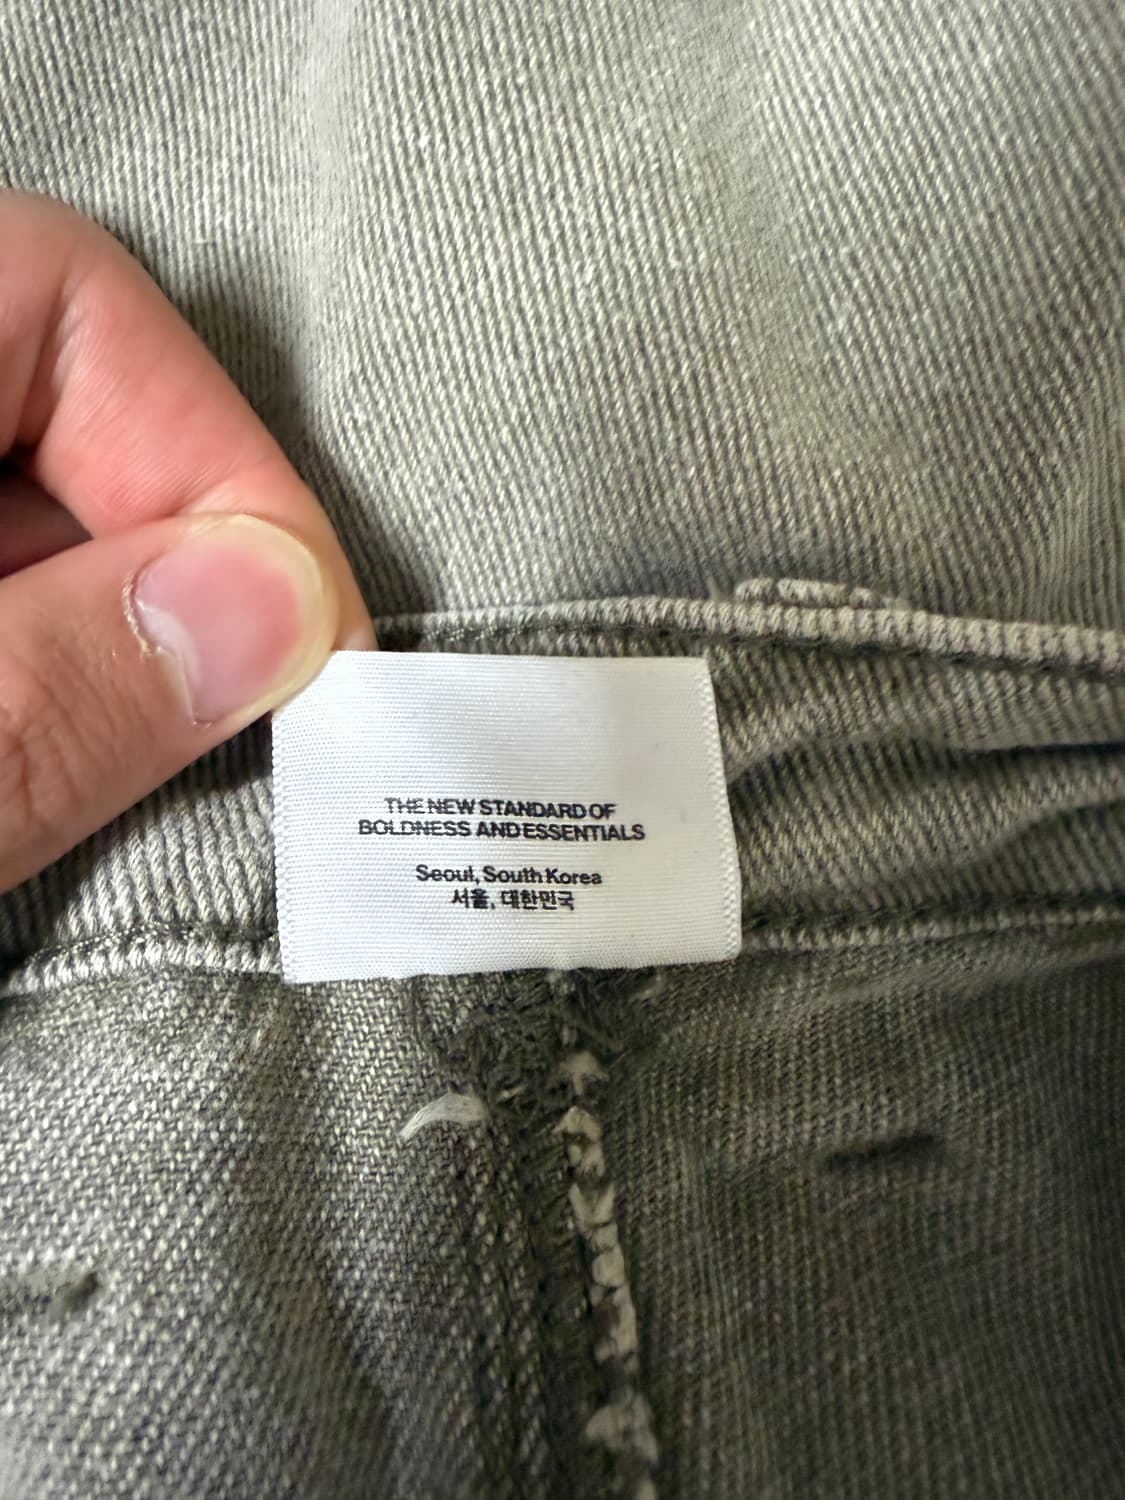 THE NEW STANDARD OF
BOLDNESS AND ESSENTIALS
Seoul, South Korea
서울, 대한민국